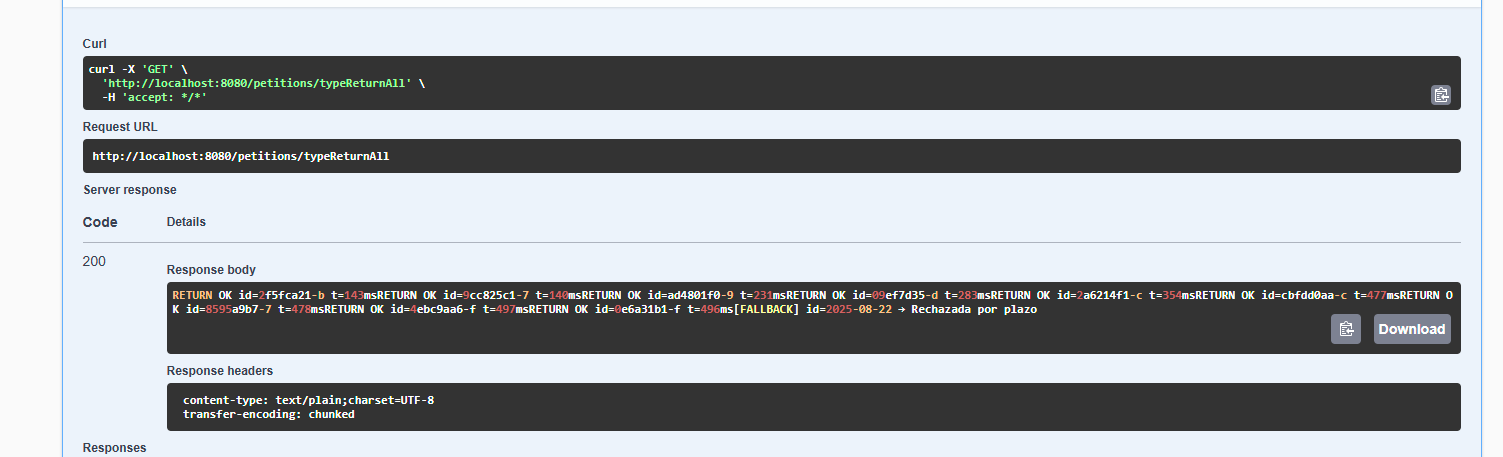 Curl
curl -X 'GET' \
'http://localhost:8080/petitions/typeReturnAll' \
-H 'accept: */*'
Request URL
http://localhost:8080/petitions/typeReturnAll
Server response
Code Details
200
Response body
RETURN OK id=2f5fca21-b t=143msRETURN OK id=9cc825c1-7 t=140msRETURN OK id=ad4801f0-9 t=231msRETURN OK id=09ef7d35-d t=283msRETURN OK id=2a6214f1-c t=354msRETURN OK id=cbfdd0aa-c t=477msRETURN O
K id=8595a9b7-7 t=478msRETURN OK id=4ebc9aa6-f t=497msRETURN OK id=0e6a31b1-f t=496ms[FALLBACK] id=2025-08-22 → Rechazada por plazo
Download
Response headers
content-type: text/plain;charset=UTF-8
transfer-encoding: chunked
Responses